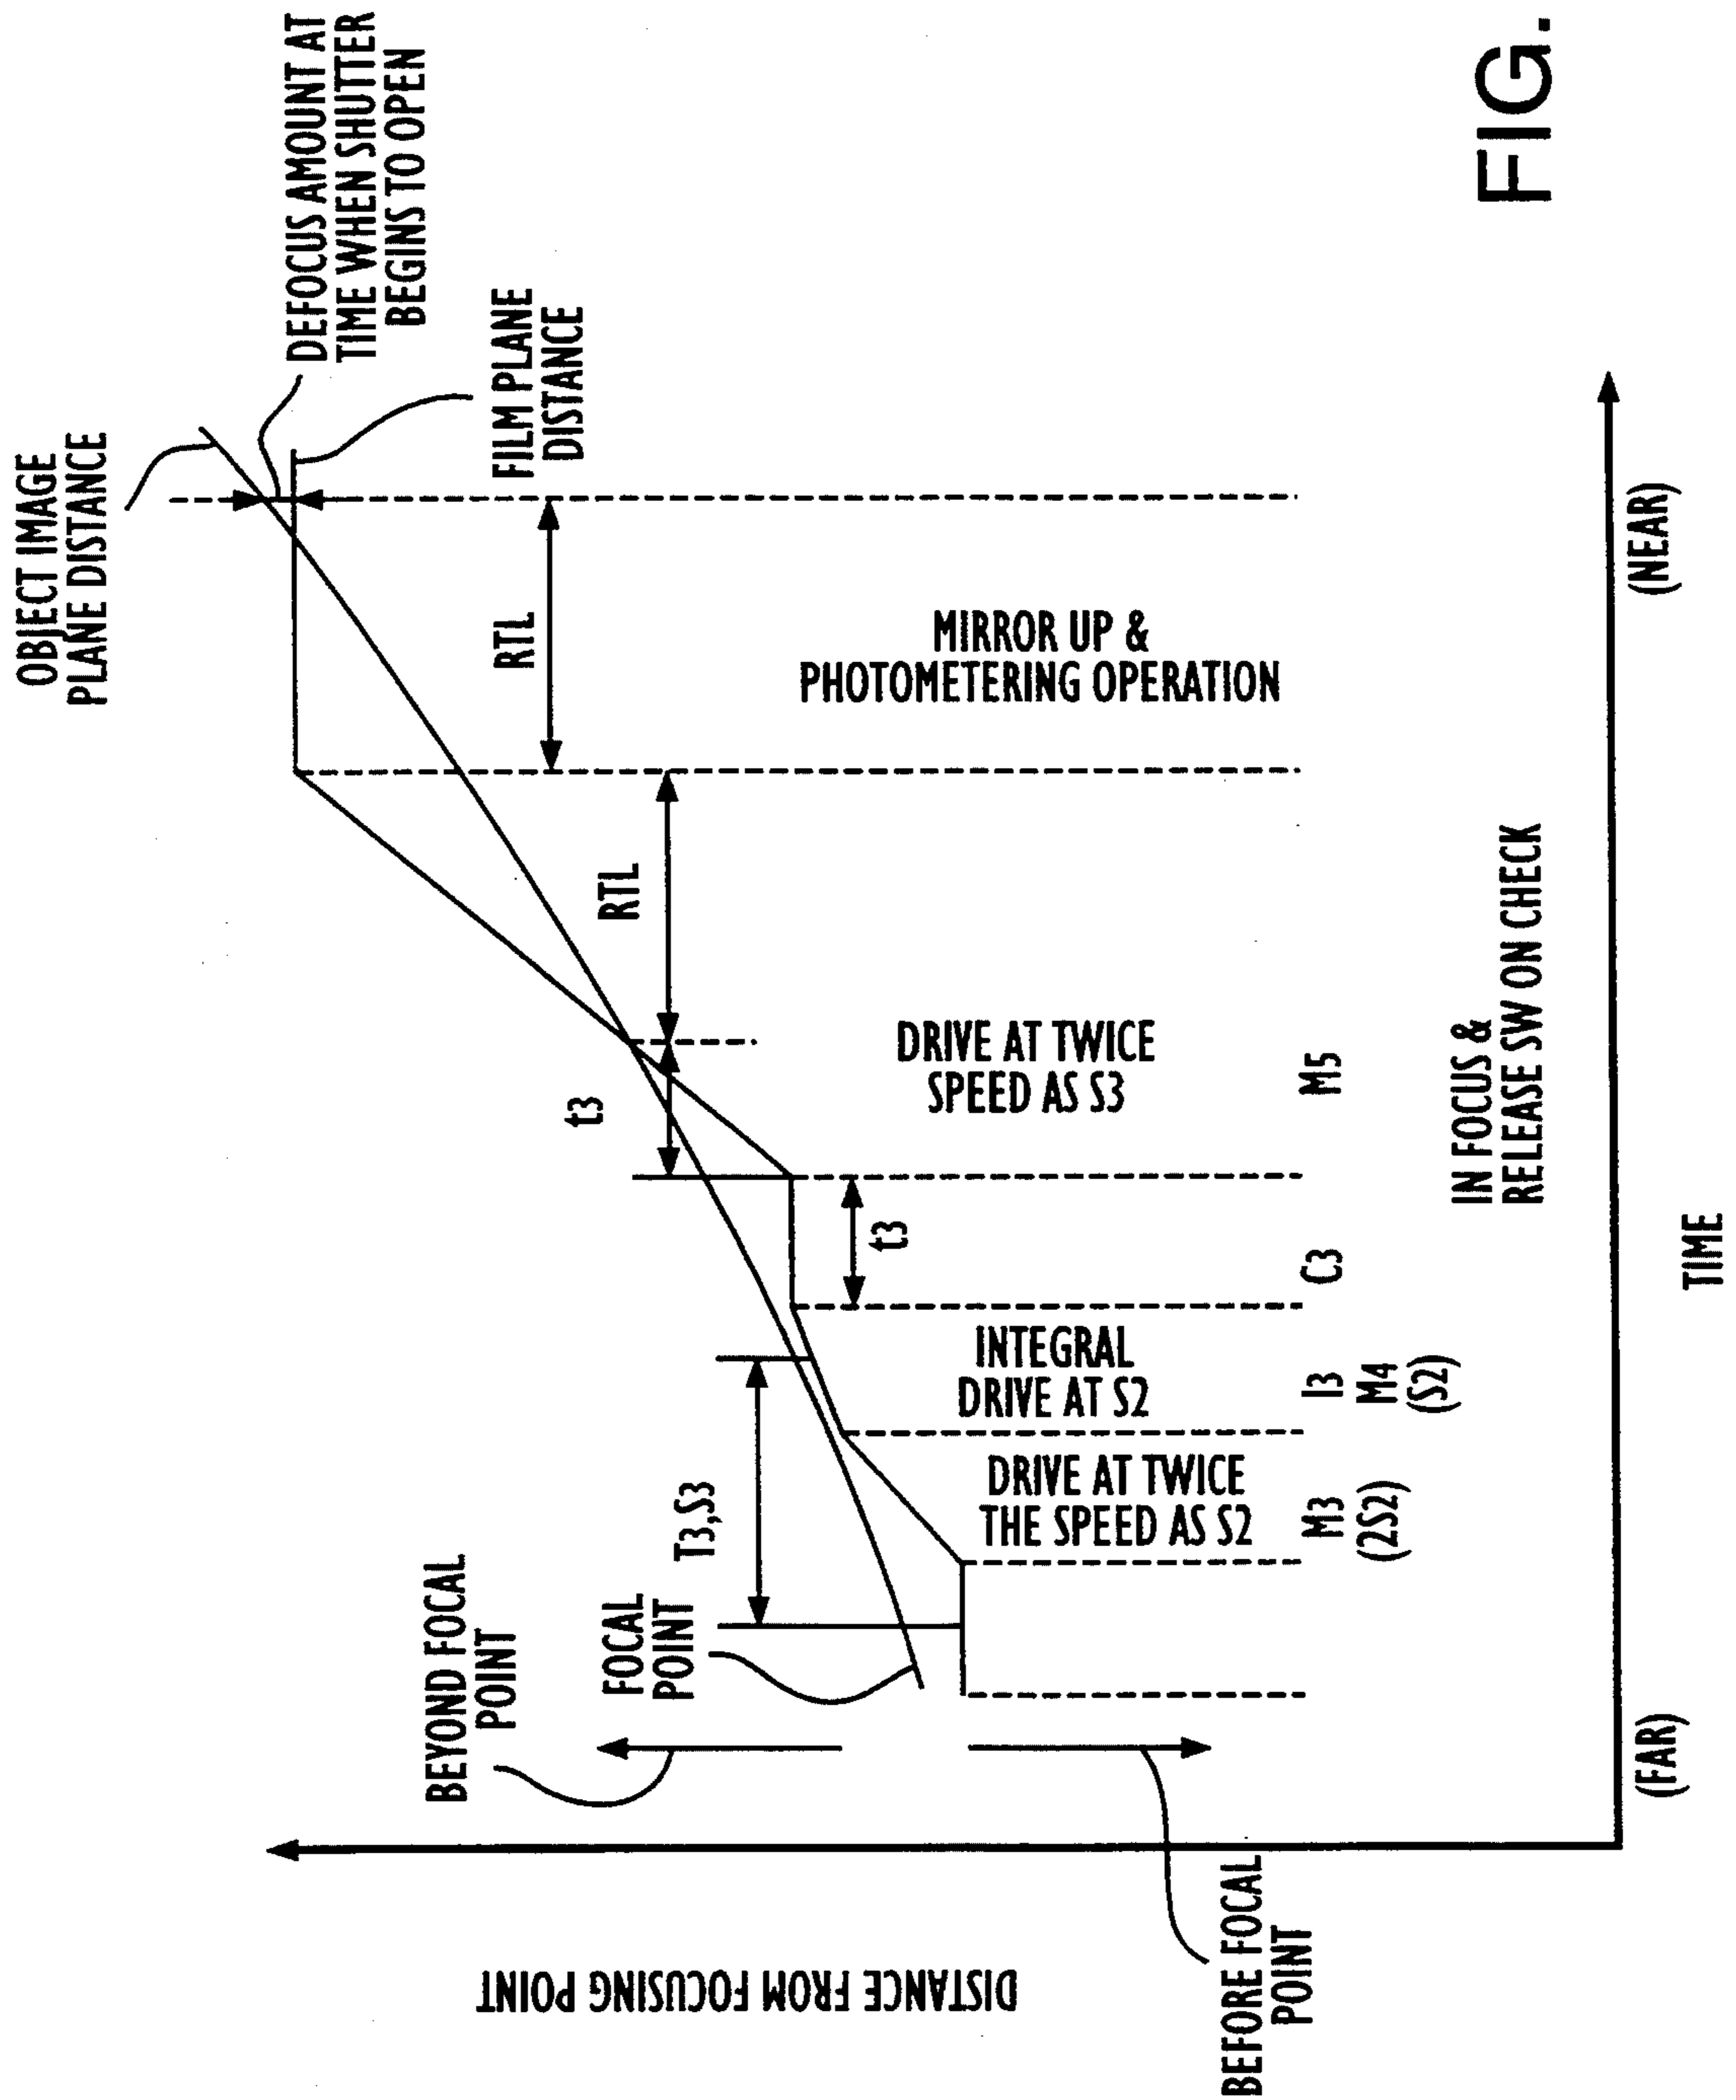 OBJECT IMAGE
PLANE DISTANCE
DEFOCUS AMOUNT AT
TIME WHEN SHUTTER
BEGINS TO OPEN
FILM PLANE
DISTANCE
RTL
RTL
t3
t3
T3,S3
BEYOND FOCAL
POINT
FOCAL
POINT
BEFORE FOCAL
POINT
DISTANCE FROM FOCUSING POINT
DRIVE AT TWICE
THE SPEED AS S2
INTEGRAL
DRIVE AT S2
DRIVE AT TWICE
SPEED AS S3
MIRROR UP &
PHOTOMETERING OPERATION
M3
(2S2)
I3
M4
(S2)
C3
M5
IN FOCUS &
RELEASE SW ON CHECK
(FAR)
TIME
(NEAR)
FIG.